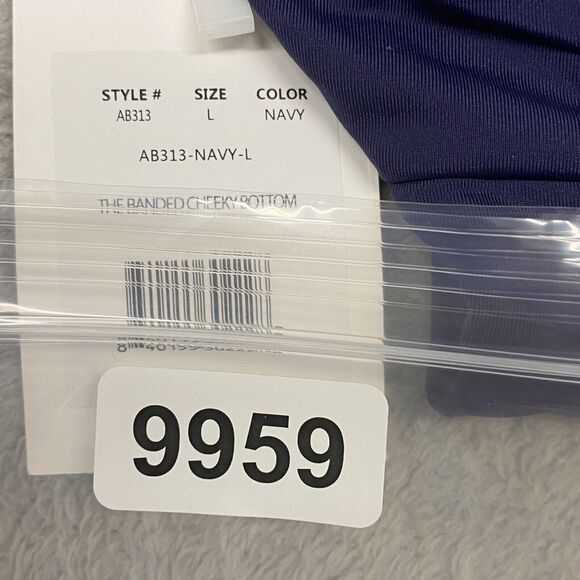 STYLE # SIZE COLOR
AB313 L NAVY
AB313-NAVY-L
THE BANDED CHEEKY BOTTOM
9959